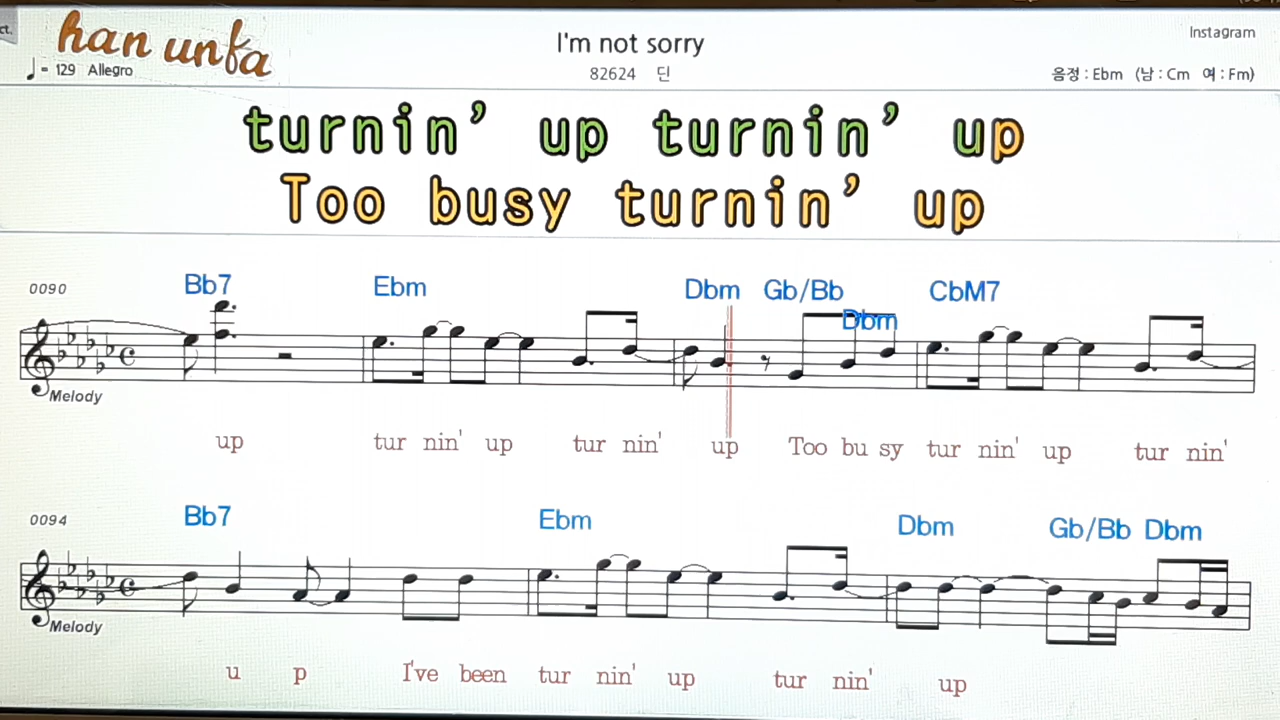 ct.
han unfa
Instagram
I'm not sorry
= 129 Allegro
82624 딘
음정 : Ebm (남 : Cm 여 : Fm)
turnin' up turnin' up
Too busy turnin' up
0090
Bb7 Ebm Dbm Gb/Bb Dbm CbM7
Melody
up tur nin' up tur nin' up Too bu sy tur nin' up tur nin'
0094
Bb7 Ebm Dbm Gb/Bb Dbm
Melody
u p I've been tur nin' up tur nin' up